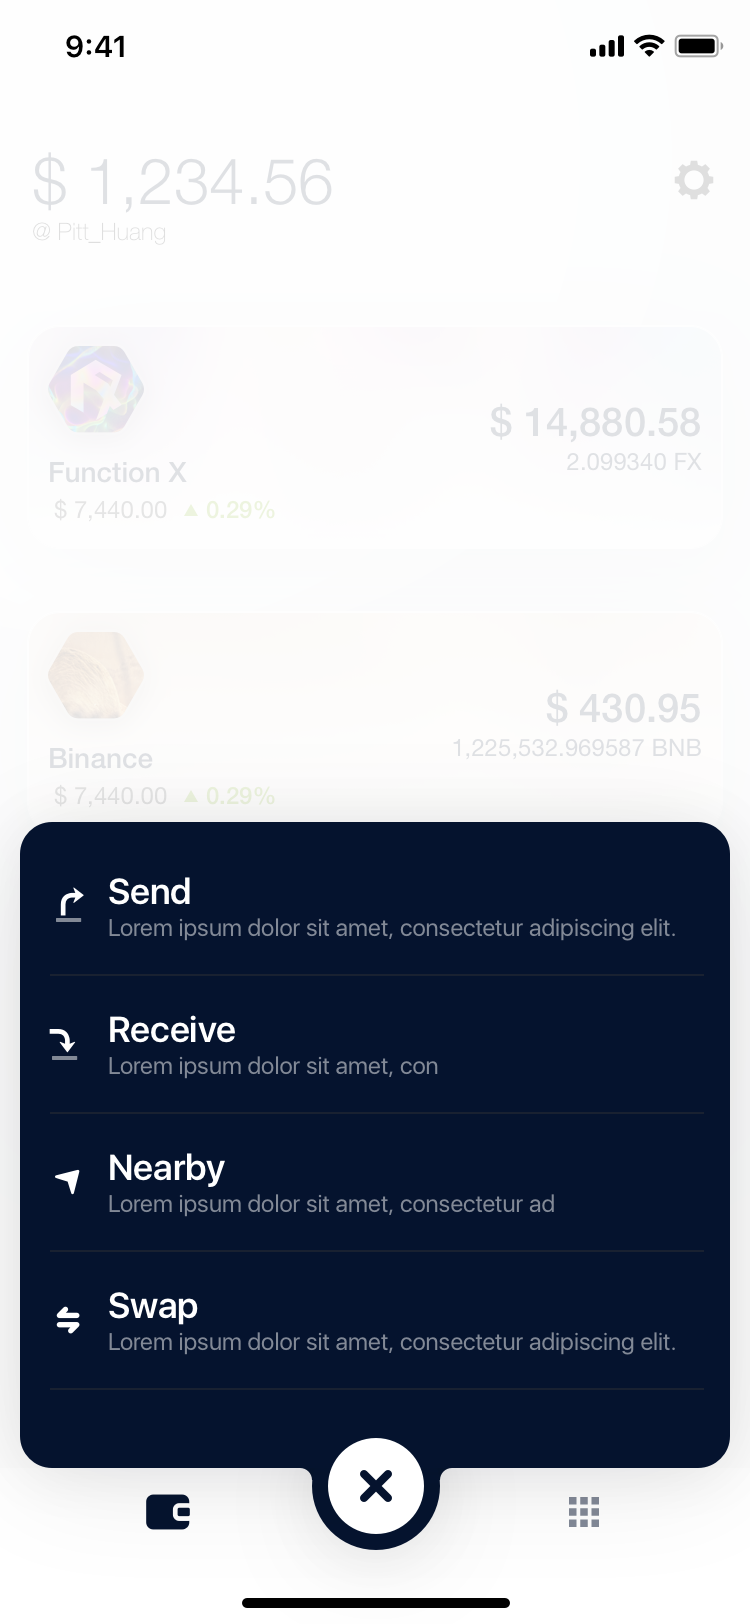 9:41
$ 1,234.56
@ Pitt_Huang
$ 14,880.58
2.099340 FX
Function X
$ 7,440.00 ▲ 0.29%
$ 430.95
1,225,532.969587 BNB
Binance
$ 7,440.00 ▲ 0.29%
Send
Lorem ipsum dolor sit amet, consectetur adipiscing elit.
Receive
Lorem ipsum dolor sit amet, con
Nearby
Lorem ipsum dolor sit amet, consectetur ad
Swap
Lorem ipsum dolor sit amet, consectetur adipiscing elit.